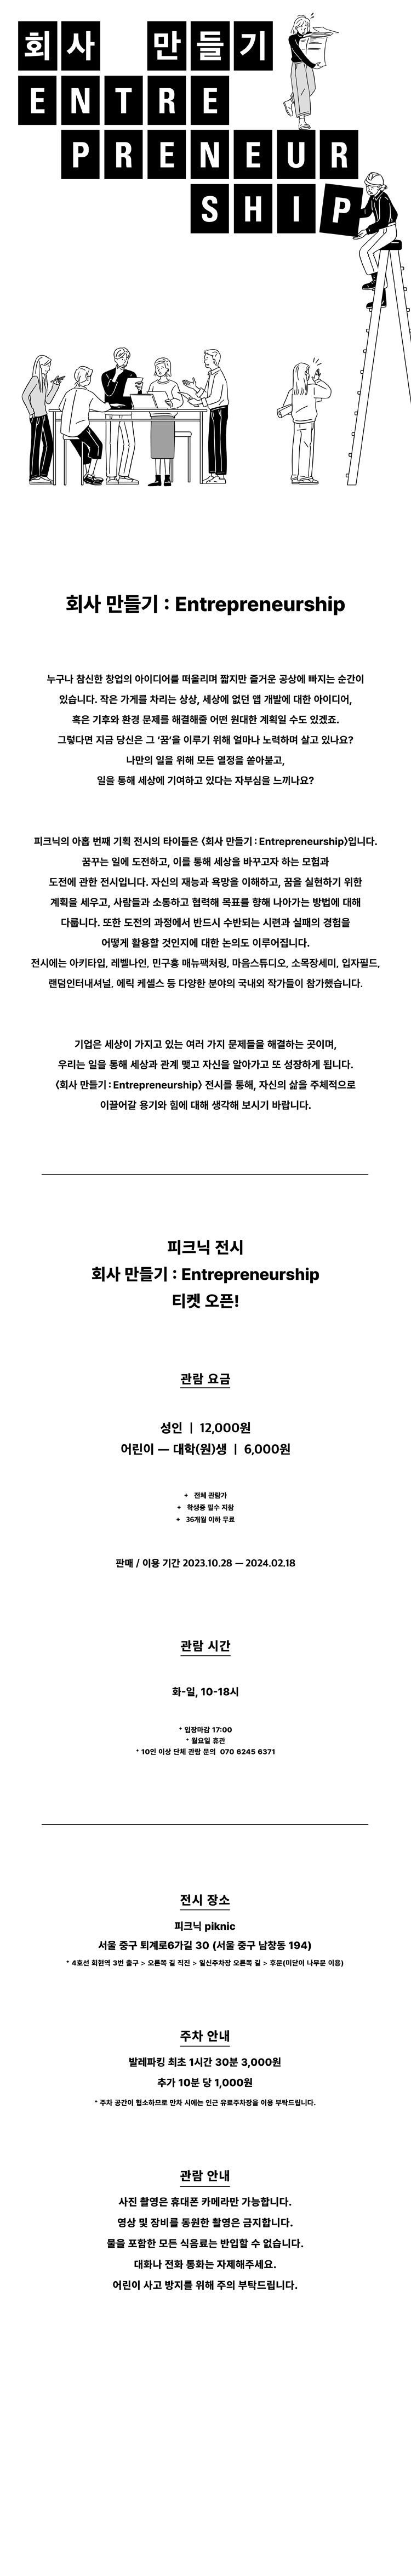 회사 만들기
ENTRE
PRENEUR
SHIP
회사 만들기 : Entrepreneurship
누구나 참신한 창업의 아이디어를 떠올리며 짧지만 즐거운 공상에 빠지는 순간이
있습니다. 작은 가게를 차리는 상상, 세상에 없던 앱 개발에 대한 아이디어,
혹은 기후와 환경 문제를 해결해줄 어떤 원대한 계획일 수도 있겠죠.
그렇다면 지금 당신은 그 ‘꿈’을 이루기 위해 얼마나 노력하며 살고 있나요?
나만의 일을 위해 모든 열정을 쏟아붇고,
일을 통해 세상에 기여하고 있다는 자부심을 느끼나요?
피크닉의 아홉 번째 기획 전시의 타이틀은 〈회사 만들기 : Entrepreneurship〉입니다.
꿈꾸는 일에 도전하고, 이를 통해 세상을 바꾸고자 하는 모험과
도전에 관한 전시입니다. 자신의 재능과 욕망을 이해하고, 꿈을 실현하기 위한
계획을 세우고, 사람들과 소통하고 협력해 목표를 향해 나아가는 방법에 대해
다룹니다. 또한 도전의 과정에서 반드시 수반되는 시련과 실패의 경험을
어떻게 활용할 것인지에 대한 논의도 이루어집니다.
전시에는 아키타입, 레벨나인, 민구홍 매뉴팩처링, 마음스튜디오, 소목장세미, 입자필드,
랜덤인터내셔널, 에릭 케셀스 등 다양한 분야의 국내외 작가들이 참가했습니다.
기업은 세상이 가지고 있는 여러 가지 문제들을 해결하는 곳이며,
우리는 일을 통해 세상과 관계 맺고 자신을 알아가고 또 성장하게 됩니다.
〈회사 만들기 : Entrepreneurship〉 전시를 통해, 자신의 삶을 주체적으로
이끌어갈 용기와 힘에 대해 생각해 보시기 바랍니다.
피크닉 전시
회사 만들기 : Entrepreneurship
티켓 오픈!
관람 요금
성인 | 12,000원
어린이 — 대학(원)생 | 6,000원
+ 전체 관람가
+ 학생증 필수 지참
+ 36개월 이하 무료
판매 / 이용 기간 2023.10.28 — 2024.02.18
관람 시간
화-일, 10-18시
* 입장마감 17:00
* 월요일 휴관
* 10인 이상 단체 관람 문의 070 6245 6371
전시 장소
피크닉 piknic
서울 중구 퇴계로6가길 30 (서울 중구 남창동 194)
* 4호선 회현역 3번 출구 > 오른쪽 길 직진 > 일신주차장 오른쪽 길 > 후문(미닫이 나무문 이용)
주차 안내
발레파킹 최초 1시간 30분 3,000원
추가 10분 당 1,000원
* 주차 공간이 협소하므로 만차 시에는 인근 유료주차장을 이용 부탁드립니다.
관람 안내
사진 촬영은 휴대폰 카메라만 가능합니다.
영상 및 장비를 동원한 촬영은 금지합니다.
물을 포함한 모든 식음료는 반입할 수 없습니다.
대화나 전화 통화는 자제해주세요.
어린이 사고 방지를 위해 주의 부탁드립니다.